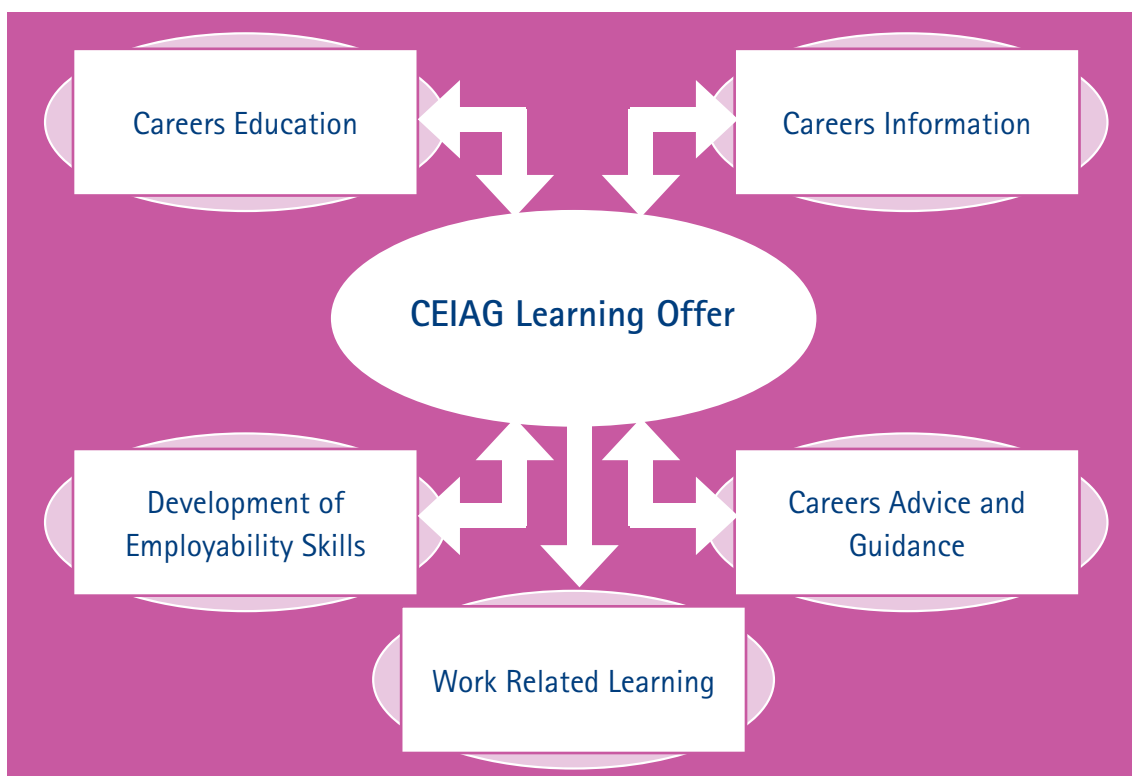 Careers Education
Careers Information
CEIAG Learning Offer
Development of
Employability Skills
Careers Advice and
Guidance
Work Related Learning